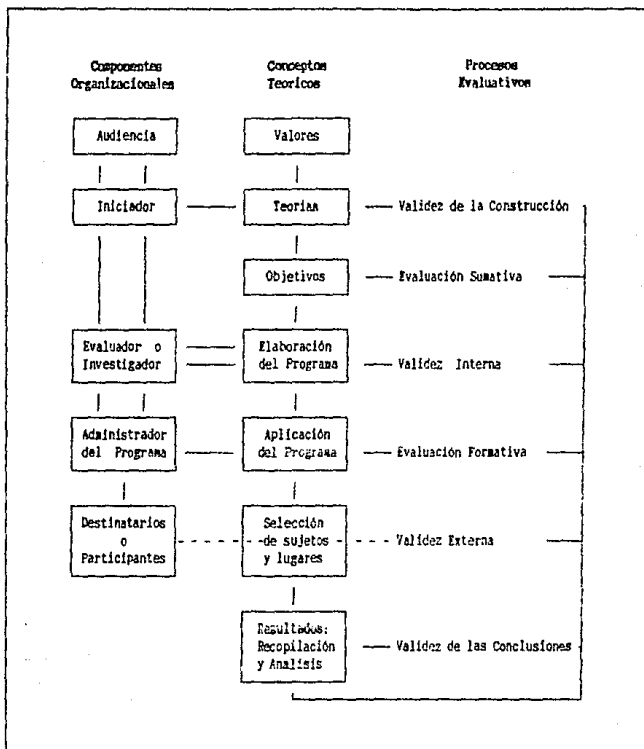 Componentes Organizacionales
Conceptos Teoricos
Procesos Evaluativos
Audiencia
Valores
Iniciador
Teorías
Validez de la Construcción
Objetivos
Evaluación Sumativa
Evaluador o
Investigador
Elaboración
del Programa
Validez Interna
Administrador
del Programa
Aplicación
del Programa
Evaluación Formativa
Destinatarios
o
Participantes
Selección
de sujetos
y lugares
Validez Externa
Resultados:
Recopilación
y Analisis
Validez de las Conclusiones